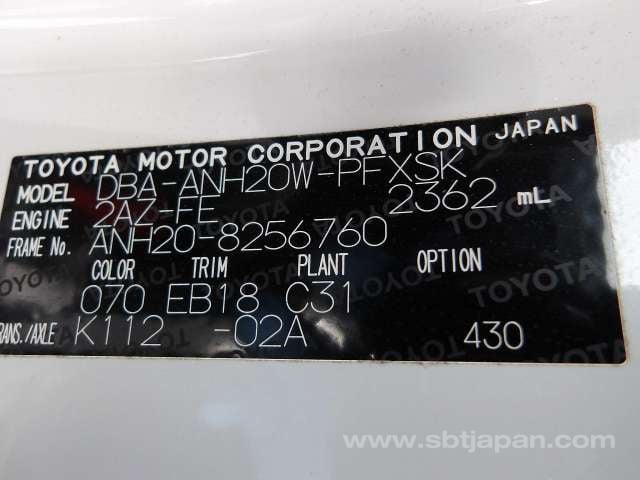 TOYOTA MOTOR CORPORATION JAPAN
MODEL DBA-ANH20W-PFXSK
ENGINE 2AZ-FE 2362 mL
FRAME No. ANH20-8256760
COLOR TRIM PLANT OPTION
070 EB18 C31
TRANS./AXLE K112 -02A 430
www.sbtjapan.com